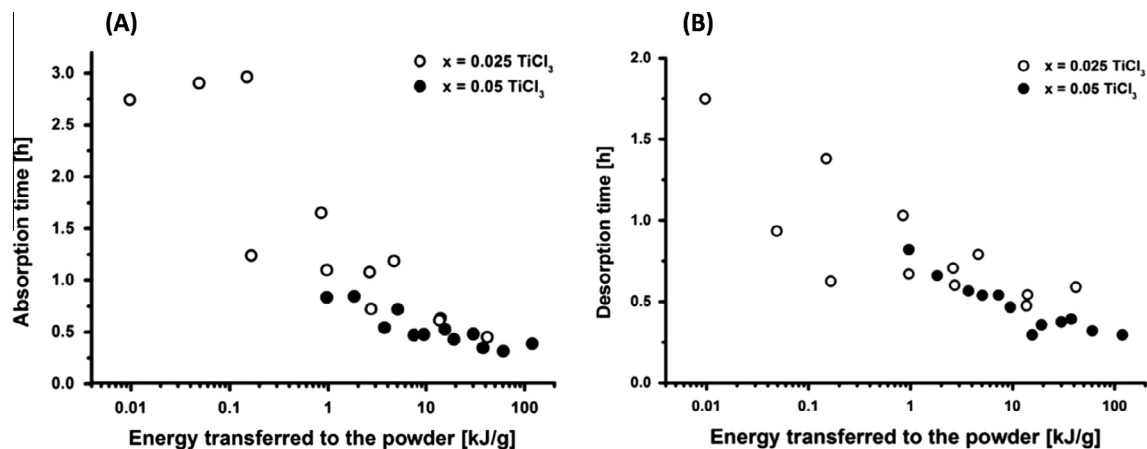 (A)
x = 0.025 TiCl3
x = 0.05 TiCl3
3.0
2.5
2.0
1.5
1.0
0.5
0.0
Absorption time [h]
0.01 0.1 1 10 100
Energy transferred to the powder [kJ/g]
(B)
x = 0.025 TiCl3
x = 0.05 TiCl3
2.0
1.5
1.0
0.5
0.0
Desorption time [h]
0.01 0.1 1 10 100
Energy transferred to the powder [kJ/g]